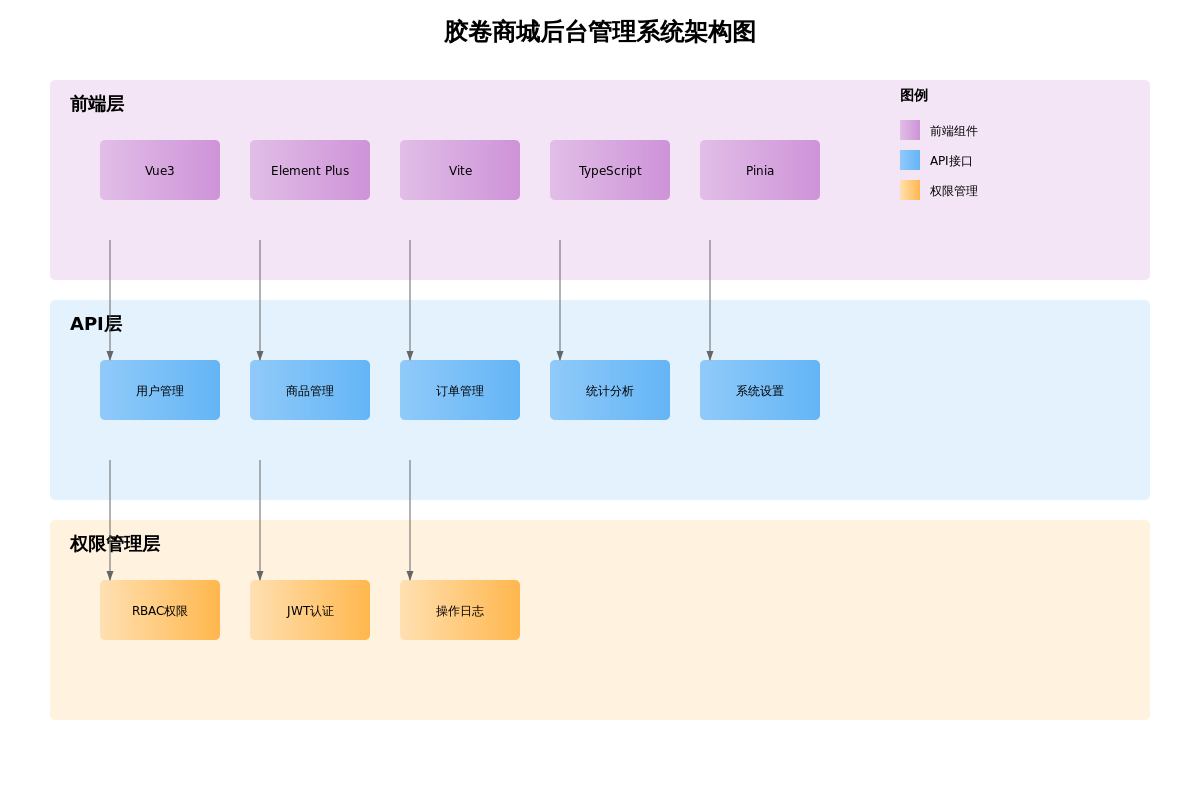 胶卷商城后台管理系统架构图
前端层
图例
前端组件
API接口
权限管理
Vue3
Element Plus
Vite
TypeScript
Pinia
API层
用户管理
商品管理
订单管理
统计分析
系统设置
权限管理层
RBAC权限
JWT认证
操作日志